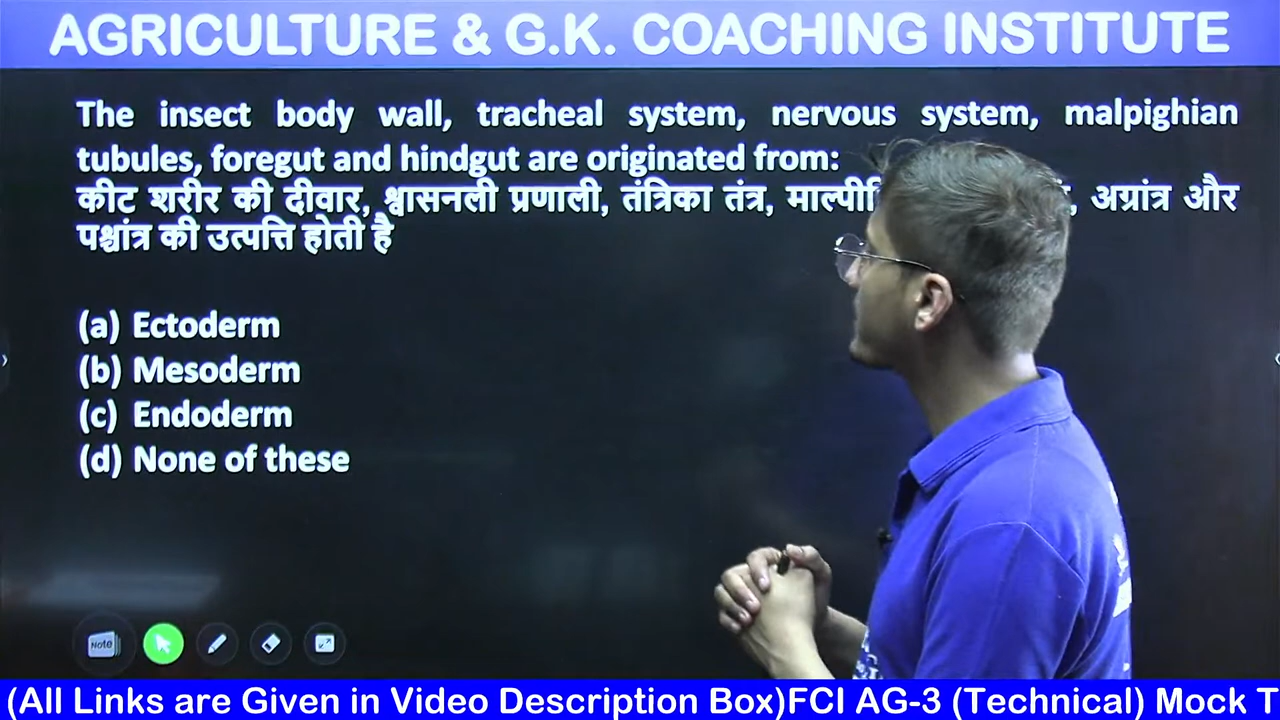 AGRICULTURE & G.K. COACHING INSTITUTE
The insect body wall, tracheal system, nervous system, malpighian
tubules, foregut and hindgut are originated from:
कीट शरीर की दीवार, श्वासनली प्रणाली, तंत्रिका तंत्र, अग्रांत्र और
पश्चांत्र की उत्पत्ति होती है
(a) Ectoderm
(b) Mesoderm
(c) Endoderm
(d) None of these
Note
(All Links are Given in Video Description Box)FCI AG-3 (Technical) Mock T